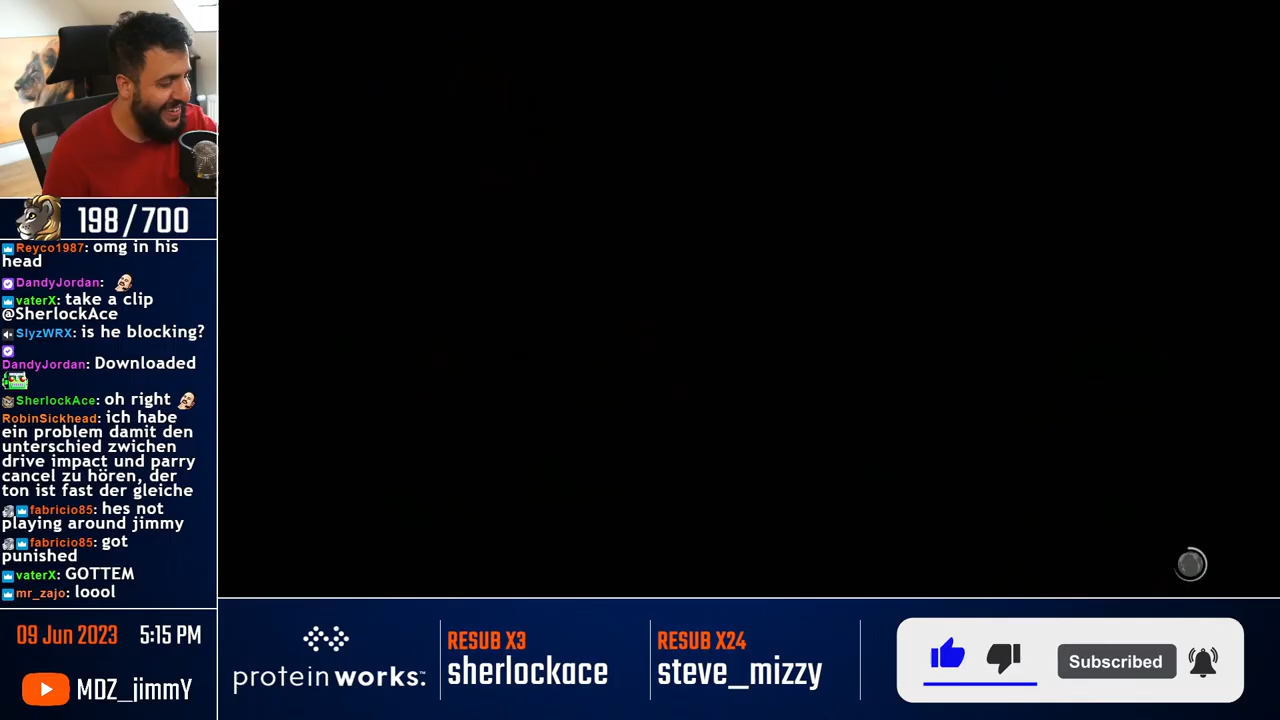 198/700
Reyco1987: omg in his
head
DandyJordan:
vaterX: take a clip
@SherlockAce
SlyzWRX: is he blocking?
DandyJordan: Downloaded
SherlockAce: oh right
RobinSickhead: ich habe
ein problem damit den
unterschied zwichen
drive impact und parry
cancel zu hören, der
ton ist fast der gleiche
fabricio85: hes not
playing around jimmy
fabricio85: got
punished
vaterX: GOTTEM
mr_zajo: loool
09 Jun 2023 5:15 PM
MDZ_jimmY
proteinworks™
RESUB X3
sherlockace
RESUB X24
steve_mizzy
Subscribed